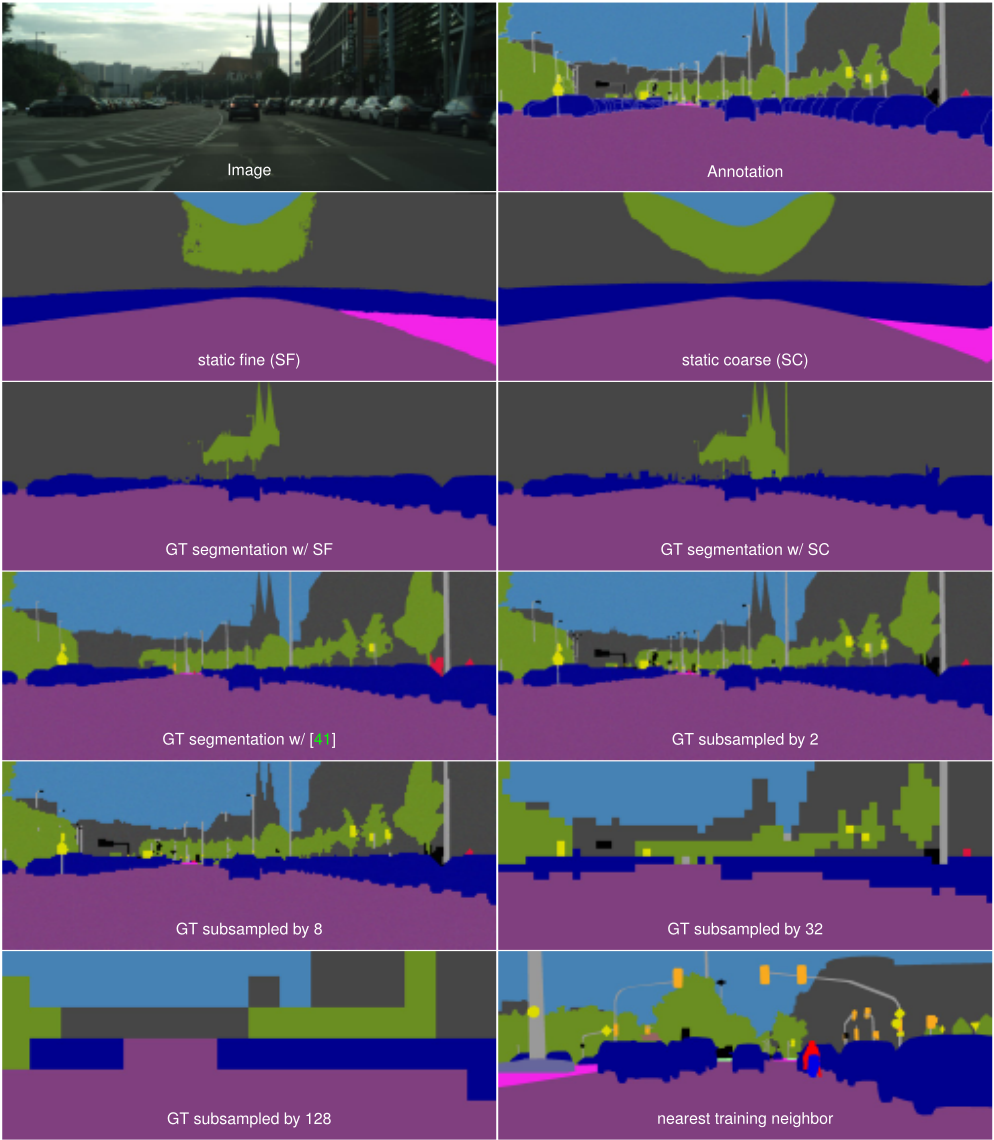 Image
Annotation
static fine (SF)
static coarse (SC)
GT segmentation w/ SF
GT segmentation w/ SC
GT segmentation w/ [41]
GT subsampled by 2
GT subsampled by 8
GT subsampled by 32
GT subsampled by 128
nearest training neighbor